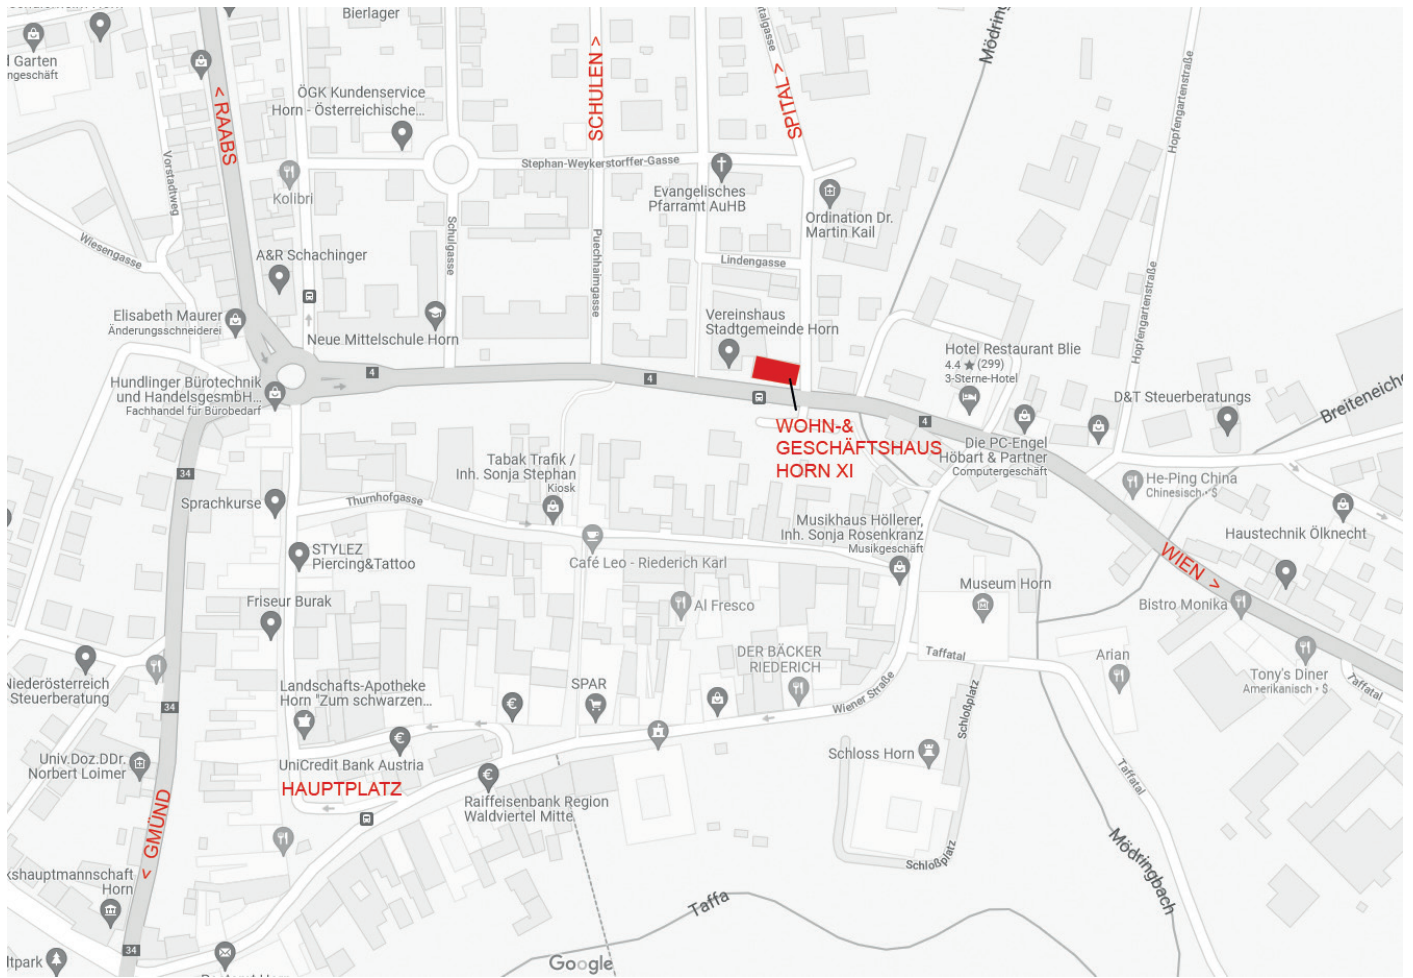 Bierlager
Garten
ngeschäft
< RAABS
ÖGK Kundenservice
Horn - Österreichische...
SCHULEN >
SPITAL >
italgasse
Mödring
Hopfengartenstraße
Vorstadtweg
Stephan-Weykerstorffer-Gasse
Kolibri
Evangelisches
Pfarramt AuHB
Ordination Dr.
Martin Kail
Wiesengasse
A&R Schachinger
Schulgasse
Puechhaimgasse
Lindengasse
Hopfengartenstraße
Elisabeth Maurer
Änderungsschneiderei
Neue Mittelschule Horn
Vereinshaus
Stadtgemeinde Horn
Hotel Restaurant Blie
4.4 ★ (299)
3-Sterne-Hotel
4
4
4
Hundlinger Bürotechnik
und HandelsgesmbH...
Fachhandel für Bürobedarf
D&T Steuerberatungs
Breiteneiche
WOHN-&
GESCHÄFTSHAUS
HORN XI
Die PC-Engel
Höbart & Partner
Computergeschäft
34
Tabak Trafik /
Inh. Sonja Stephan
Kiosk
He-Ping China
Chinesisch • $
Sprachkurse
Thurnhofgasse
Musikhaus Höllerer,
Inh. Sonja Rosenkranz
Musikgeschäft
Haustechnik Ölknecht
STYLEZ
Piercing&Tattoo
Café Leo - Riederich Karl
WIEN >
Museum Horn
Friseur Burak
Al Fresco
Bistro Monika
DER BÄCKER
RIEDERICH
Taffatal
Arian
Tony's Diner
Amerikanisch • $
Niederösterreich
Steuerberatung
Landschafts-Apotheke
Horn "Zum schwarzen...
SPAR
Wiener Straße
Schloßplatz
Taffatal
34
Univ.Doz.DDr.
Norbert Loimer
UniCredit Bank Austria
Schloss Horn
Taffatal
HAUPTPLATZ
Raiffeisenbank Region
Waldviertel Mitte
< GMÜND
Schloßplatz
Mödringbach
kshauptmannschaft
Horn
Taffa
34
ltpark
Google